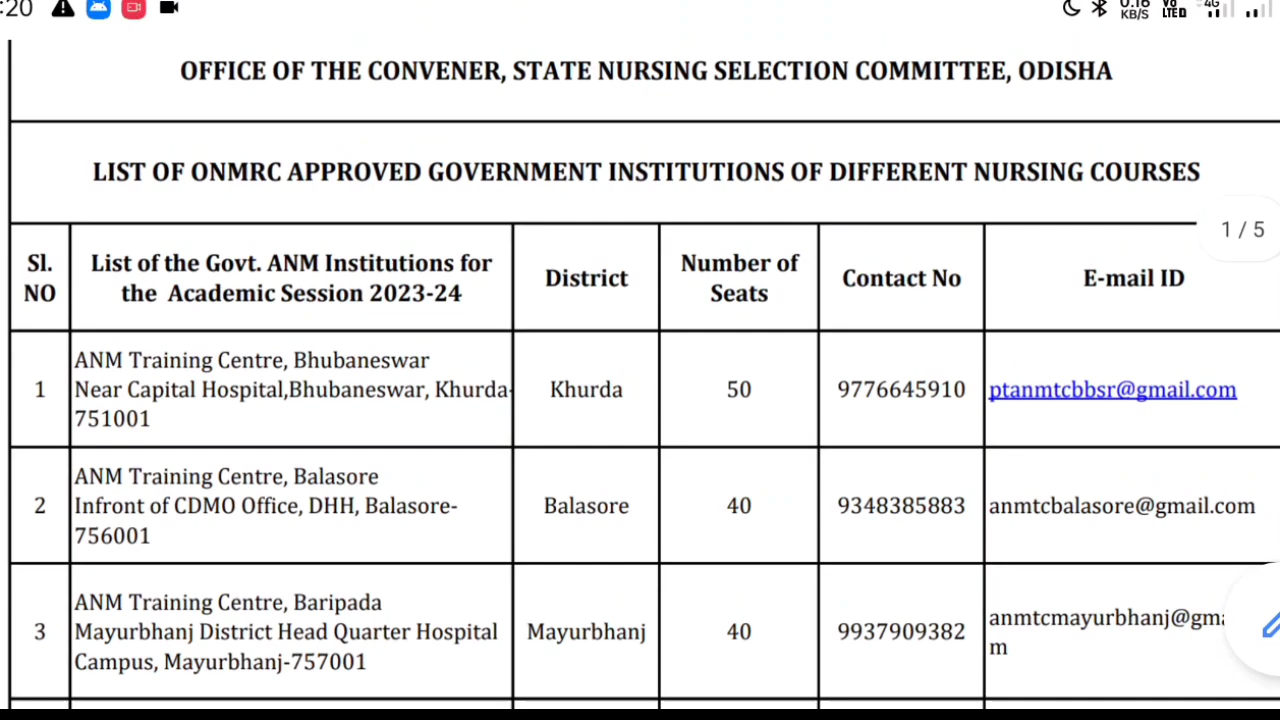 :20
0.16
KB/S
Vo
LTE
4G
OFFICE OF THE CONVENER, STATE NURSING SELECTION COMMITTEE, ODISHA
LIST OF ONMRC APPROVED GOVERNMENT INSTITUTIONS OF DIFFERENT NURSING COURSES
1 / 5
Sl.
NO
List of the Govt. ANM Institutions for
the Academic Session 2023-24
District
Number of
Seats
Contact No
E-mail ID
1
ANM Training Centre, Bhubaneswar
Near Capital Hospital,Bhubaneswar, Khurda-
751001
Khurda
50
9776645910
ptanmtcbbsr@gmail.com
2
ANM Training Centre, Balasore
Infront of CDMO Office, DHH, Balasore-
756001
Balasore
40
9348385883
anmtcbalasore@gmail.com
3
ANM Training Centre, Baripada
Mayurbhanj District Head Quarter Hospital
Campus, Mayurbhanj-757001
Mayurbhanj
40
9937909382
anmtcmayurbhanj@gma
m